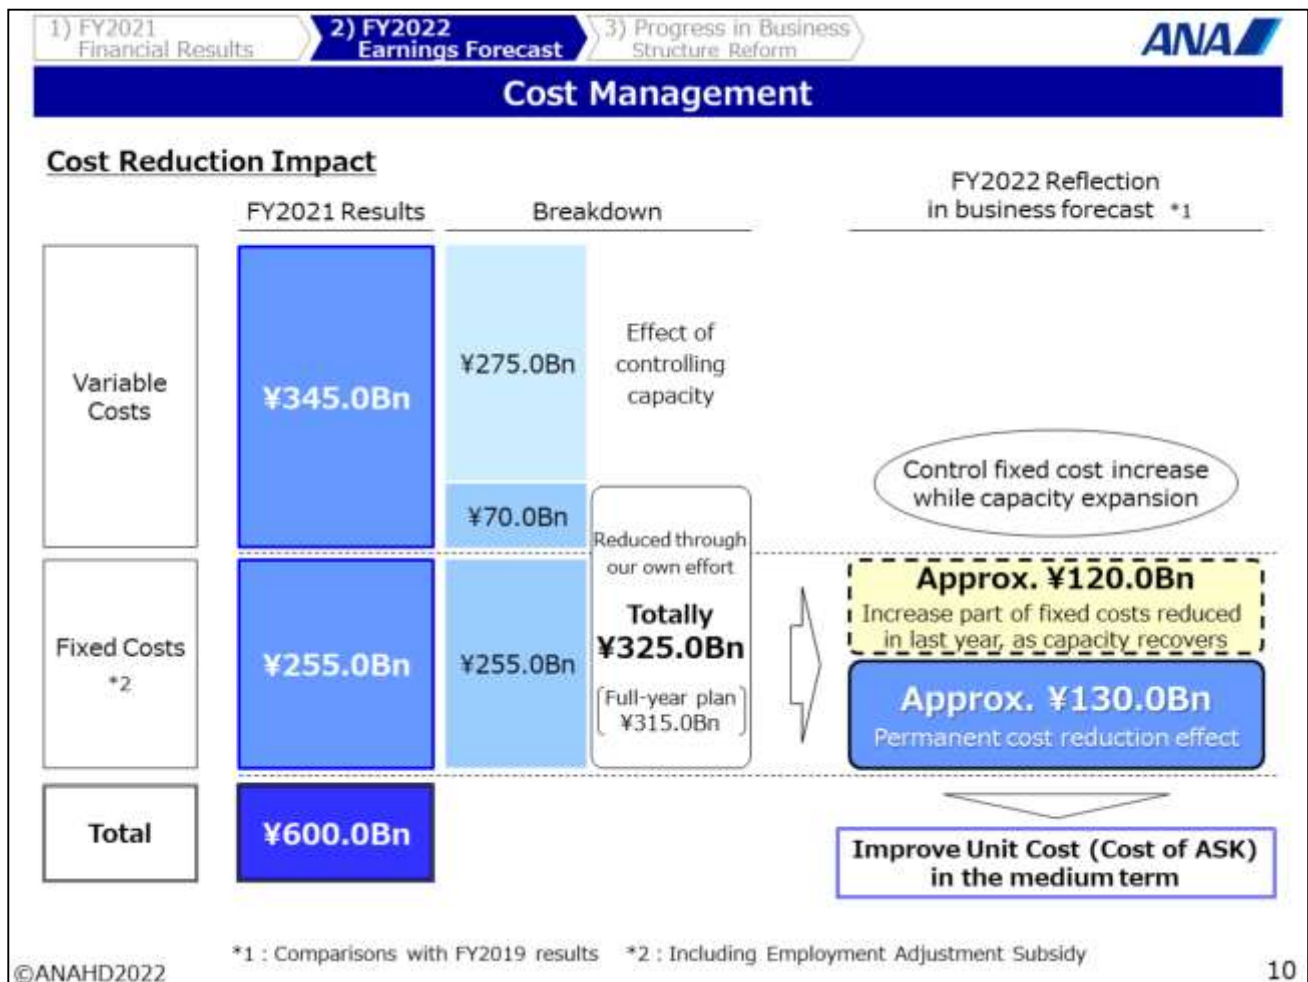 1) FY2021
Financial Results
2) FY2022
Earnings Forecast
3) Progress in Business
Structure Reform
ANA
Cost Management
Cost Reduction Impact
FY2021 Results
Breakdown
FY2022 Reflection
in business forecast *1
Variable
Costs
¥345.0Bn
¥275.0Bn
Effect of
controlling
capacity
¥70.0Bn
Control fixed cost increase
while capacity expansion
Fixed Costs
*2
¥255.0Bn
¥255.0Bn
Reduced through
our own effort
Totally
¥325.0Bn
Full-year plan
¥315.0Bn
Approx. ¥120.0Bn
Increase part of fixed costs reduced
in last year, as capacity recovers
Approx. ¥130.0Bn
Permanent cost reduction effect
Total
¥600.0Bn
Improve Unit Cost (Cost of ASK)
in the medium term
*1 : Comparisons with FY2019 results *2 : Including Employment Adjustment Subsidy
©ANAHD2022
10